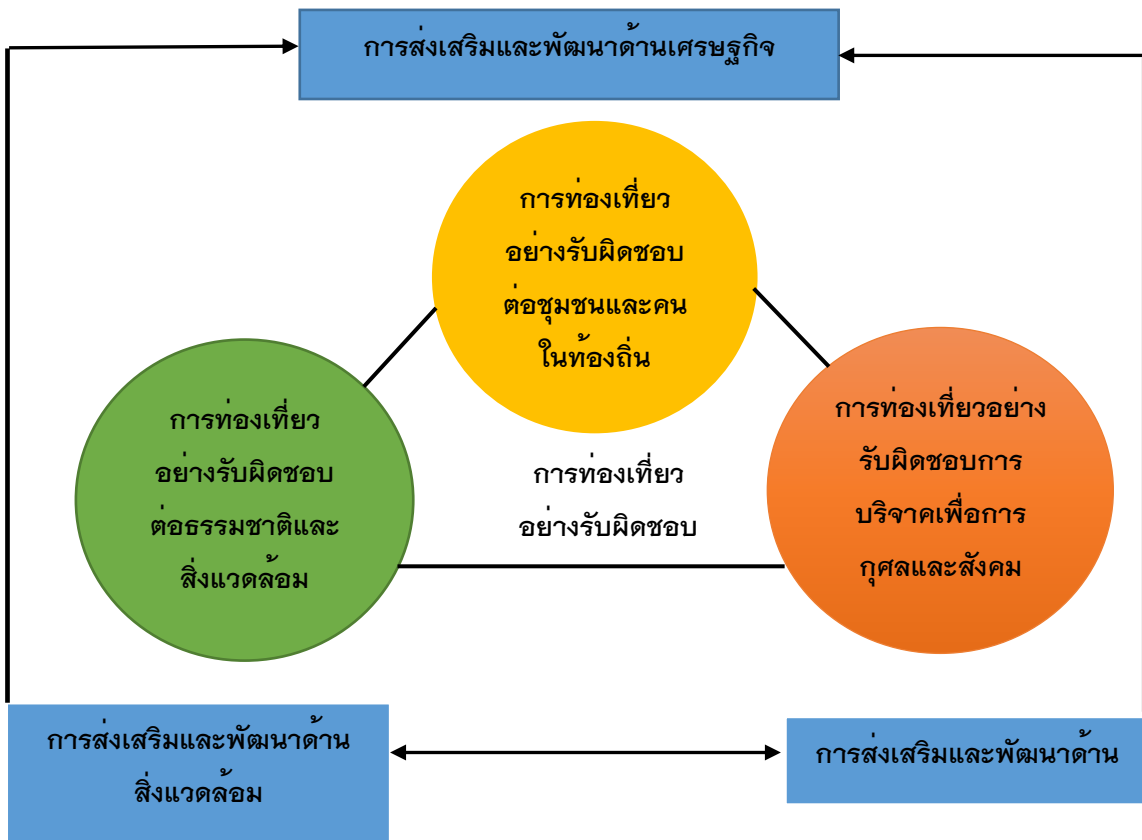 การส่งเสริมและพัฒนาด้านเศรษฐกิจ
การท่องเที่ยว
อย่างรับผิดชอบ
ต่อชุมชนและคน
ในท้องถิ่น
การท่องเที่ยว
อย่างรับผิดชอบ
ต่อธรรมชาติและ
สิ่งแวดล้อม
การท่องเที่ยว
อย่างรับผิดชอบ
การท่องเที่ยวอย่าง
รับผิดชอบการ
บริจาคเพื่อการ
กุศลและสังคม
การส่งเสริมและพัฒนาด้าน
สิ่งแวดล้อม
การส่งเสริมและพัฒนาด้าน